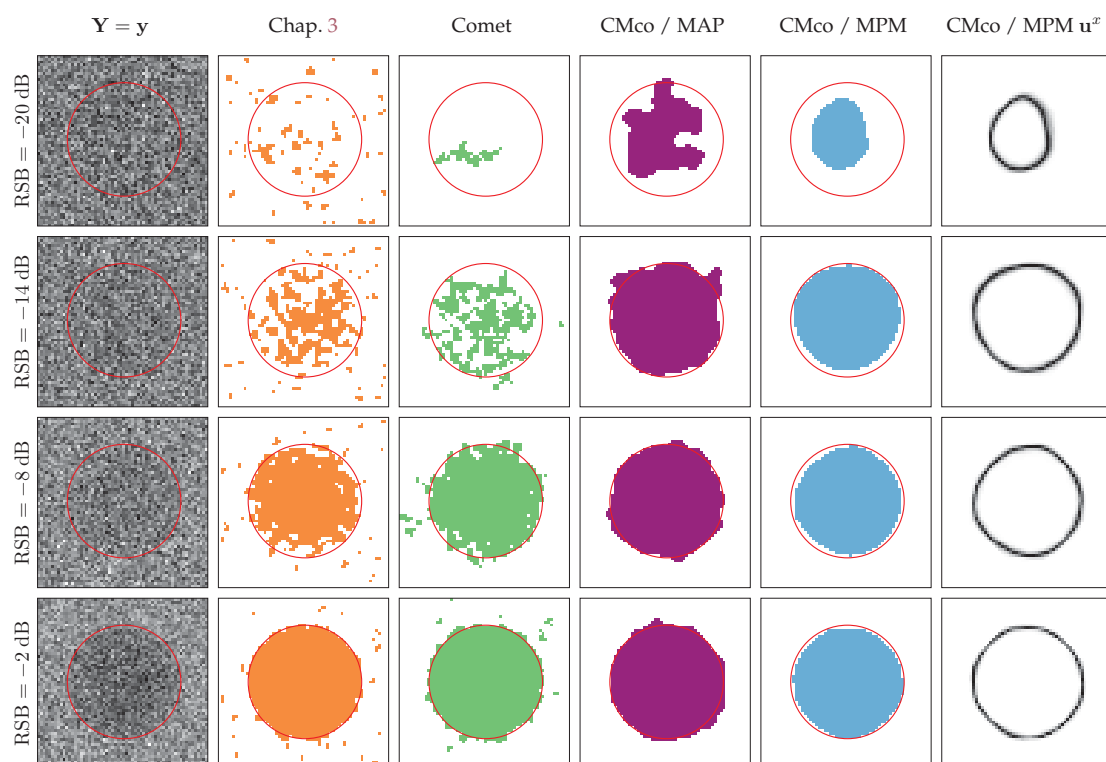 Y = y Chap. 3 Comet CMco / MAP CMco / MPM CMco / MPM uˣ
RSB = −20 dB
RSB = −14 dB
RSB = −8 dB
RSB = −2 dB